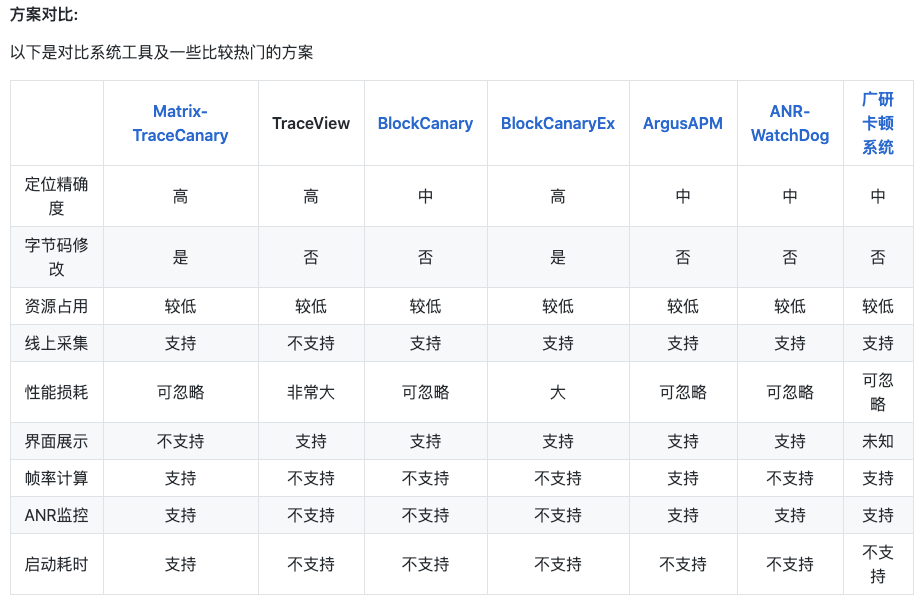 方案对比:
以下是对比系统工具及一些比较热门的方案
Matrix-TraceCanary TraceView BlockCanary BlockCanaryEx ArgusAPM ANR-WatchDog 广研卡顿系统
定位精确度 高 高 中 高 中 中 中
字节码修改 是 否 否 是 否 否 否
资源占用 较低 较低 较低 较低 较低 较低 较低
线上采集 支持 不支持 支持 支持 支持 支持 支持
性能损耗 可忽略 非常大 可忽略 大 可忽略 可忽略 可忽略
界面展示 不支持 支持 支持 支持 支持 支持 未知
帧率计算 支持 不支持 不支持 不支持 支持 不支持 支持
ANR监控 支持 不支持 不支持 不支持 支持 支持 支持
启动耗时 支持 不支持 不支持 不支持 不支持 不支持 不支持